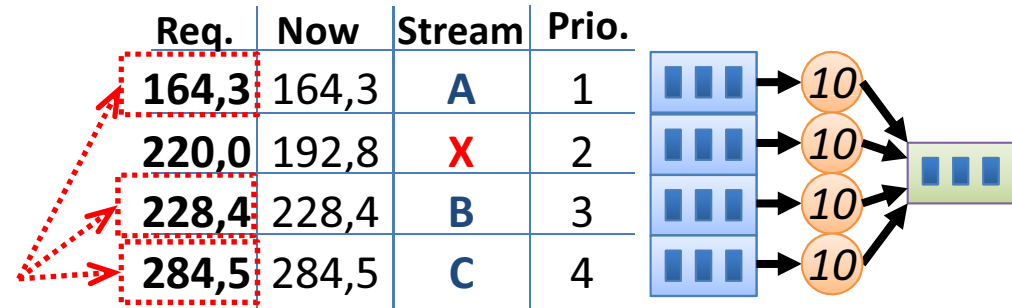 Req. Now Stream Prio.
164,3 164,3 A 1 10
220,0 192,8 X 2 10
228,4 228,4 B 3 10
284,5 284,5 C 4 10